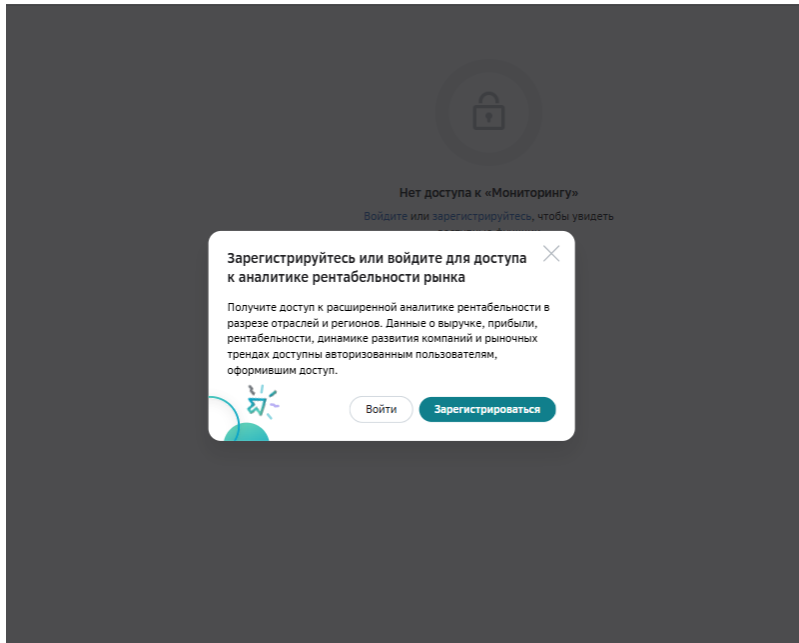 Нет доступа к «Мониторингу»
Войдите или зарегистрируйтесь, чтобы увидеть
Зарегистрируйтесь или войдите для доступа
к аналитике рентабельности рынка
Получите доступ к расширенной аналитике рентабельности в
разрезе отраслей и регионов. Данные о выручке, прибыли,
рентабельности, динамике развития компаний и рыночных
трендах доступны авторизованным пользователям,
оформившим доступ.
Войти
Зарегистрироваться